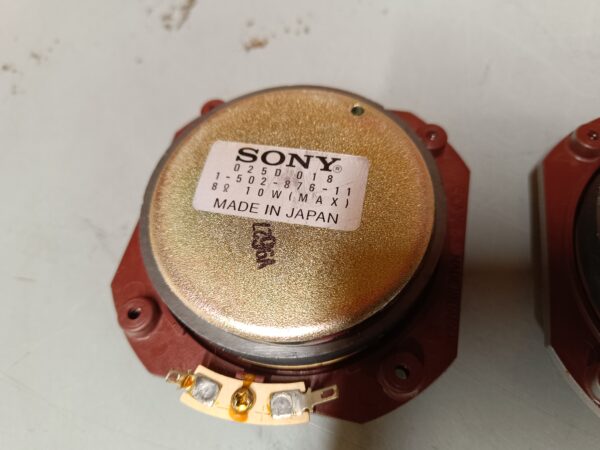 SONY®
025D018
1-502-876-11
8Ω 10W(MAX)
MADE IN JAPAN